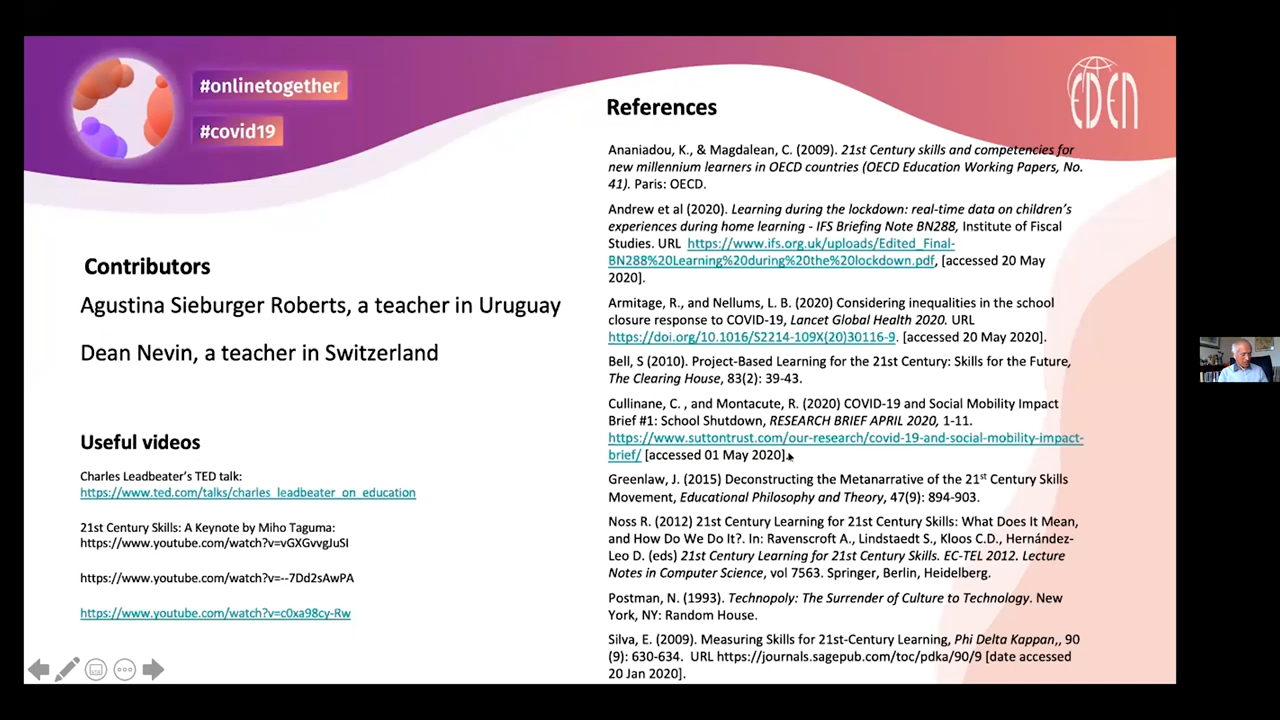 #onlinetogether
#covid19
EDEN
Contributors
Agustina Sieburger Roberts, a teacher in Uruguay
Dean Nevin, a teacher in Switzerland
Useful videos
Charles Leadbeater’s TED talk:
https://www.ted.com/talks/charles_leadbeater_on_education
21st Century Skills: A Keynote by Miho Taguma:
https://www.youtube.com/watch?v=vGXGvvgJuSI
https://www.youtube.com/watch?v=--7Dd2sAwPA
https://www.youtube.com/watch?v=c0xa98cy-Rw
References
Ananiadou, K., & Magdalean, C. (2009). 21st Century skills and competencies for
new millennium learners in OECD countries (OECD Education Working Papers, No.
41). Paris: OECD.
Andrew et al (2020). Learning during the lockdown: real-time data on children’s
experiences during home learning - IFS Briefing Note BN288, Institute of Fiscal
Studies. URL https://www.ifs.org.uk/uploads/Edited_Final-
BN288%20Learning%20during%20the%20lockdown.pdf, [accessed 20 May
2020].
Armitage, R., and Nellums, L. B. (2020) Considering inequalities in the school
closure response to COVID-19, Lancet Global Health 2020. URL
https://doi.org/10.1016/S2214-109X(20)30116-9. [accessed 20 May 2020].
Bell, S (2010). Project-Based Learning for the 21st Century: Skills for the Future,
The Clearing House, 83(2): 39-43.
Cullinane, C. , and Montacute, R. (2020) COVID-19 and Social Mobility Impact
Brief #1: School Shutdown, RESEARCH BRIEF APRIL 2020, 1-11.
https://www.suttontrust.com/our-research/covid-19-and-social-mobility-impact-
brief/ [accessed 01 May 2020].
Greenlaw, J. (2015) Deconstructing the Metanarrative of the 21st Century Skills
Movement, Educational Philosophy and Theory, 47(9): 894-903.
Noss R. (2012) 21st Century Learning for 21st Century Skills: What Does It Mean,
and How Do We Do It?. In: Ravenscroft A., Lindstaedt S., Kloos C.D., Hernández-
Leo D. (eds) 21st Century Learning for 21st Century Skills. EC-TEL 2012. Lecture
Notes in Computer Science, vol 7563. Springer, Berlin, Heidelberg.
Postman, N. (1993). Technopoly: The Surrender of Culture to Technology. New
York, NY: Random House.
Silva, E. (2009). Measuring Skills for 21st-Century Learning, Phi Delta Kappan,, 90
(9): 630-634. URL https://journals.sagepub.com/toc/pdka/90/9 [date accessed
20 Jan 2020].